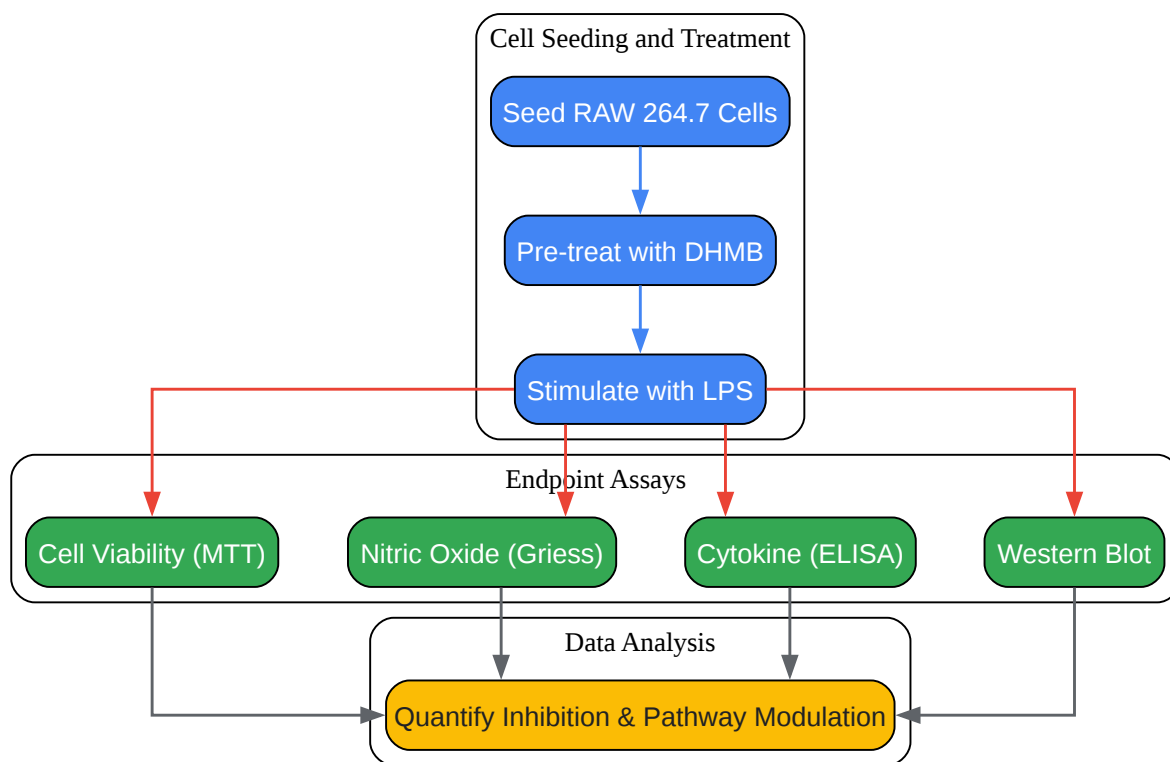 Cell Seeding and Treatment
Seed RAW 264.7 Cells
Pre-treat with DHMB
Stimulate with LPS
Endpoint Assays
Cell Viability (MTT)
Nitric Oxide (Griess)
Cytokine (ELISA)
Western Blot
Data Analysis
Quantify Inhibition & Pathway Modulation